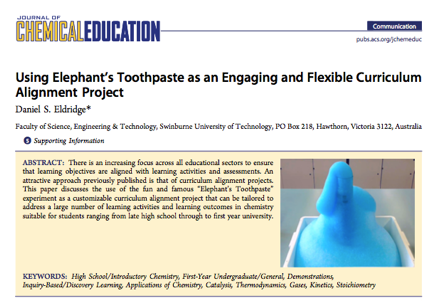 JOURNAL OF
CHEMICALEDUCATION
Communication
pubs.acs.org/jchemeduc
Using Elephant's Toothpaste as an Engaging and Flexible Curriculum
Alignment Project
Daniel S. Eldridge*
Faculty of Science, Engineering & Technology, Swinburne University of Technology, PO Box 218, Hawthorn, Victoria 3122, Australia
S Supporting Information
ABSTRACT: There is an increasing focus across all educational sectors to ensure
that learning objectives are aligned with learning activities and assessments. An
attractive approach previously published is that of curriculum alignment projects.
This paper discusses the use of the fun and famous "Elephant's Toothpaste"
experiment as a customizable curriculum alignment project that can be tailored to
address a large number of learning activities and learning outcomes in chemistry
suitable for students ranging from late high school through to first year university.
KEYWORDS: High School/Introductory Chemistry, First-Year Undergraduate/General, Demonstrations,
Inquiry-Based/Discovery Learning, Applications of Chemistry, Catalysis, Thermodynamics, Gases, Kinetics, Stoichiometry